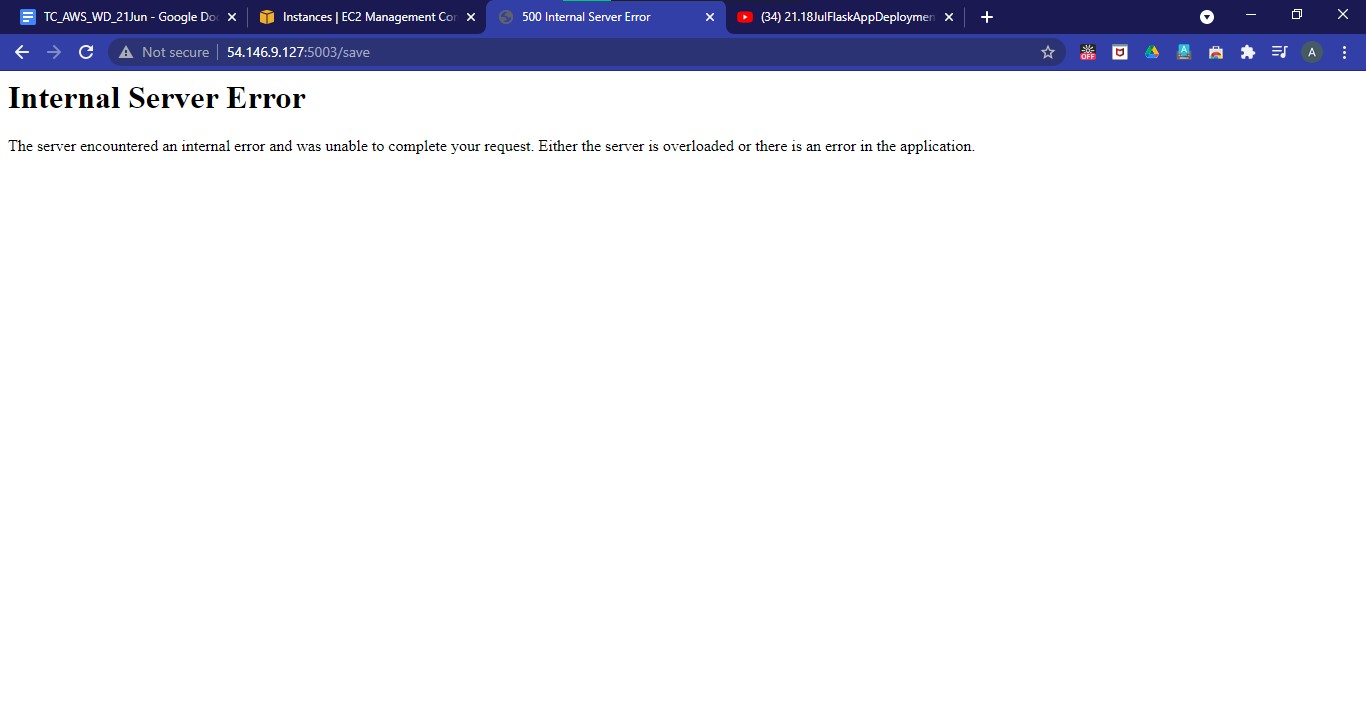 TC_AWS_WD_21Jun - Google Do
Instances | EC2 Management Co
500 Internal Server Error
(34) 21.18JulFlaskAppDeploymen
Not secure
54.146.9.127:5003/save
OFF
A
A
Internal Server Error
The server encountered an internal error and was unable to complete your request. Either the server is overloaded or there is an error in the application.